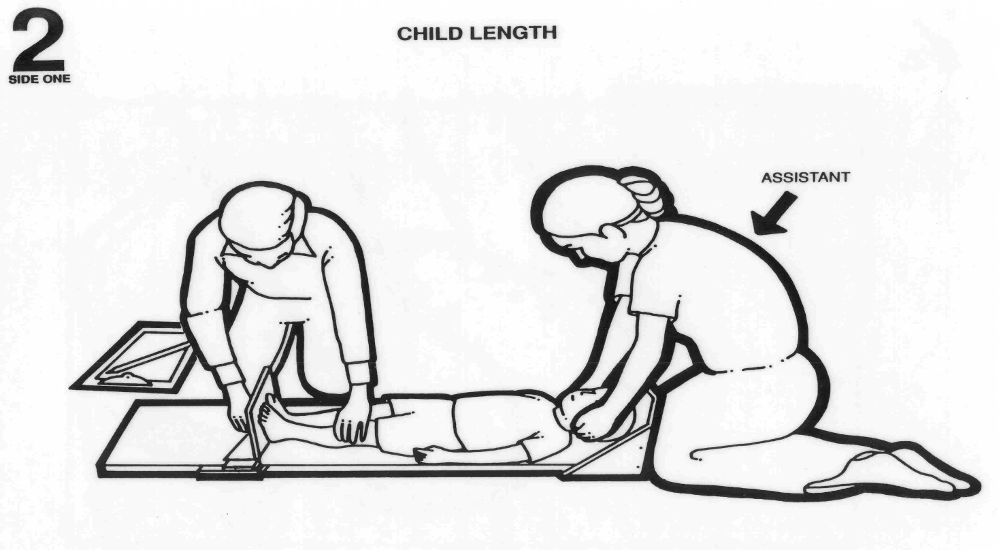 2
SIDE ONE
CHILD LENGTH
ASSISTANT